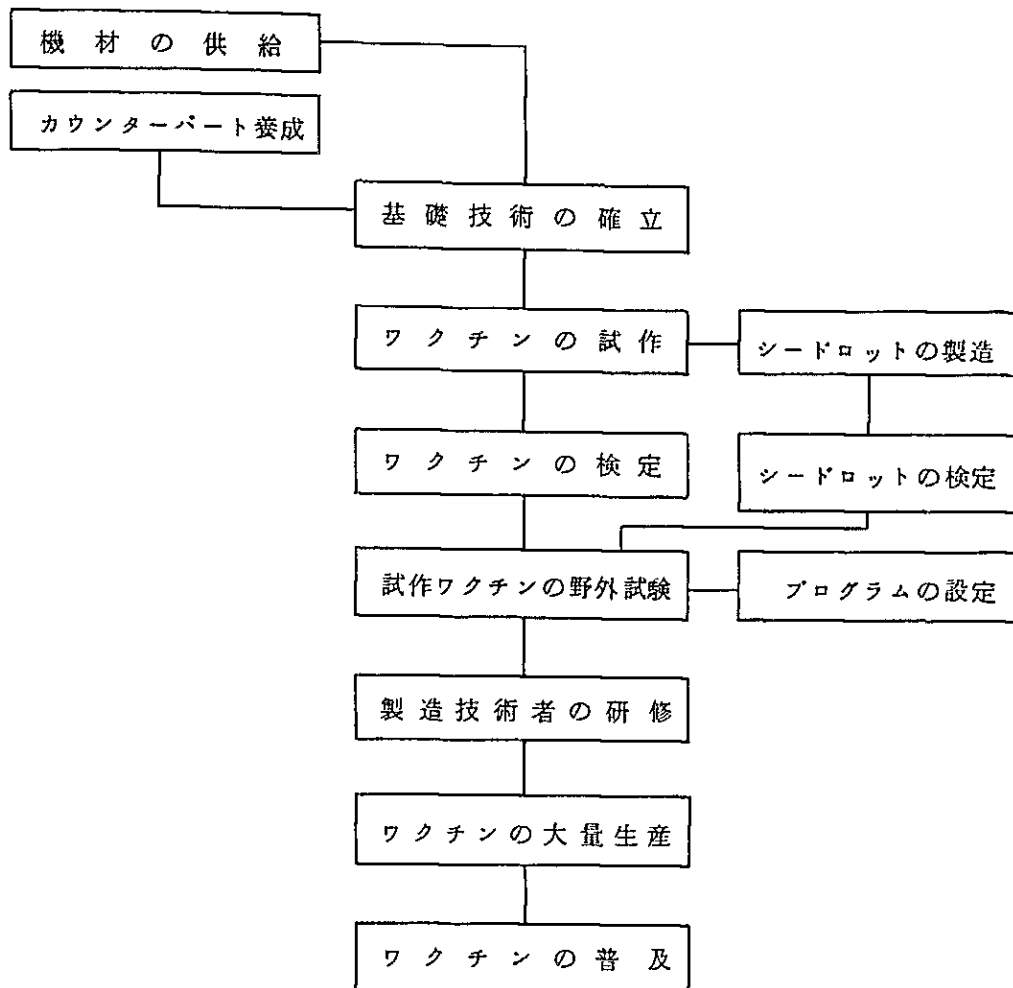 機材の供給
カウンターパート養成
基礎技術の確立
ワクチンの試作
シードロットの製造
ワクチンの検定
シードロットの検定
試作ワクチンの野外試験
プログラムの設定
製造技術者の研修
ワクチンの大量生産
ワクチンの普及